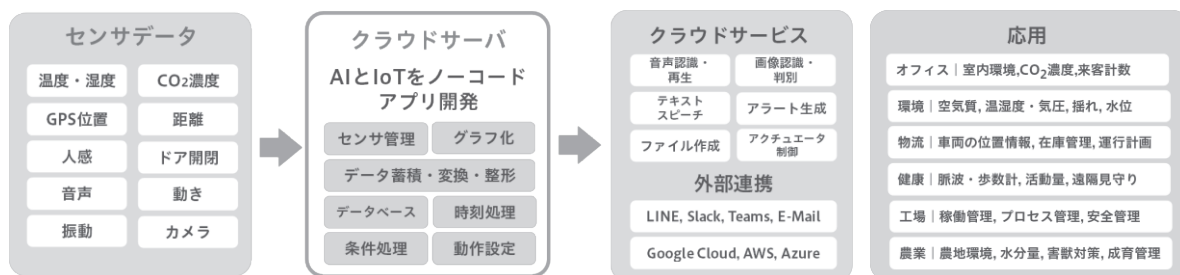 センサデータ
温度・湿度
CO2濃度
GPS位置
距離
人感
ドア開閉
音声
動き
振動
カメラ
クラウドサーバ
AIとIoTをノーコード
アプリ開発
センサ管理
グラフ化
データ蓄積・変換・整形
データベース
時刻処理
条件処理
動作設定
クラウドサービス
音声認識・
再生
画像認識・
判別
テキスト
スピーチ
アラート生成
ファイル作成
アクチュエータ
制御
外部連携
LINE, Slack, Teams, E-Mail
Google Cloud, AWS, Azure
応用
オフィス｜室内環境,CO2濃度,来客計数
環境｜空気質, 温湿度・気圧, 揺れ, 水位
物流｜車両の位置情報, 在庫管理, 運行計画
健康｜脈波・歩数計, 活動量, 遠隔見守り
工場｜稼働管理, プロセス管理, 安全管理
農業｜農地環境, 水分量, 害獣対策, 成育管理